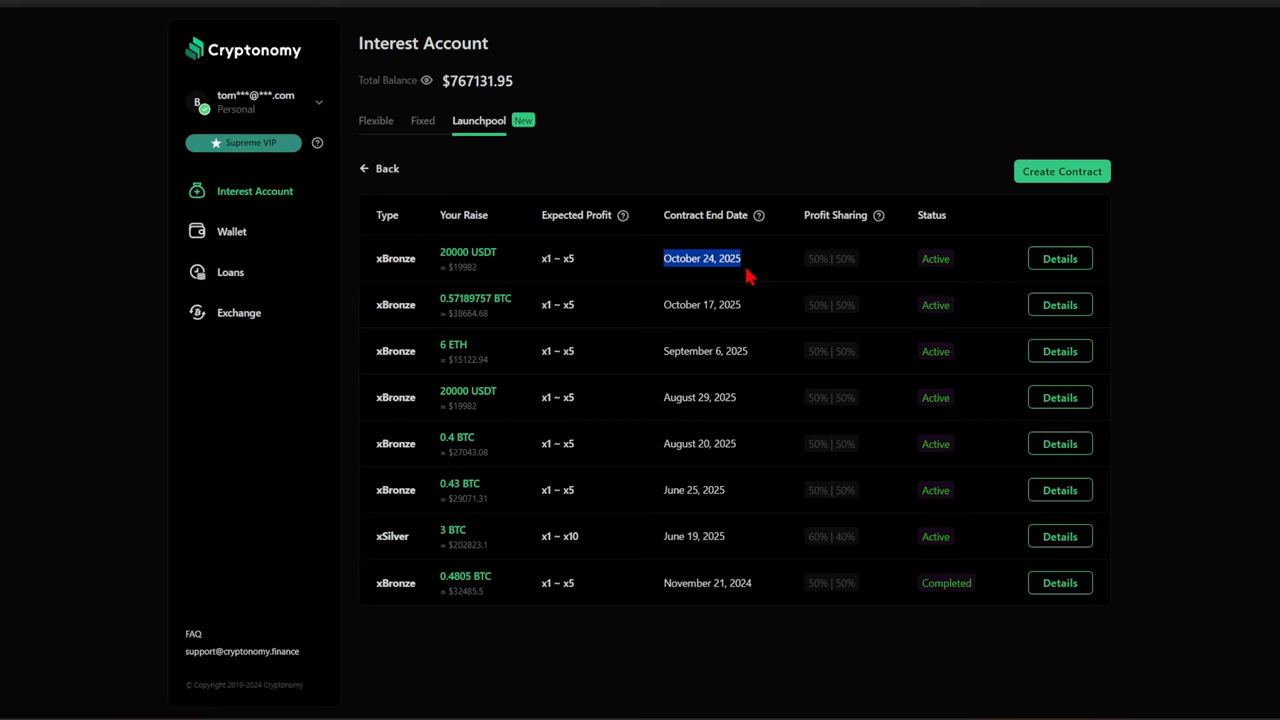 Cryptonomy
B
tom***@***.com
Personal
Supreme VIP ?
Interest Account
Wallet
Loans
Exchange
FAQ
support@cryptonomy.finance
© Copyright 2019-2024 Cryptonomy
Interest Account
Total Balance $767131.95
Flexible Fixed Launchpool New
Back
Create Contract
Type Your Raise Expected Profit ? Contract End Date ? Profit Sharing ? Status
xBronze 20000 USDT x1 ~ x5 October 24, 2025 50% | 50% Active Details
≈ $19982
xBronze 0.57189757 BTC x1 ~ x5 October 17, 2025 50% | 50% Active Details
≈ $38664.68
xBronze 6 ETH x1 ~ x5 September 6, 2025 50% | 50% Active Details
≈ $15122.94
xBronze 20000 USDT x1 ~ x5 August 29, 2025 50% | 50% Active Details
≈ $19982
xBronze 0.4 BTC x1 ~ x5 August 20, 2025 50% | 50% Active Details
≈ $27043.08
xBronze 0.43 BTC x1 ~ x5 June 25, 2025 50% | 50% Active Details
≈ $29071.31
xSilver 3 BTC x1 ~ x10 June 19, 2025 60% | 40% Active Details
≈ $202823.1
xBronze 0.4805 BTC x1 ~ x5 November 21, 2024 50% | 50% Completed Details
≈ $32485.5